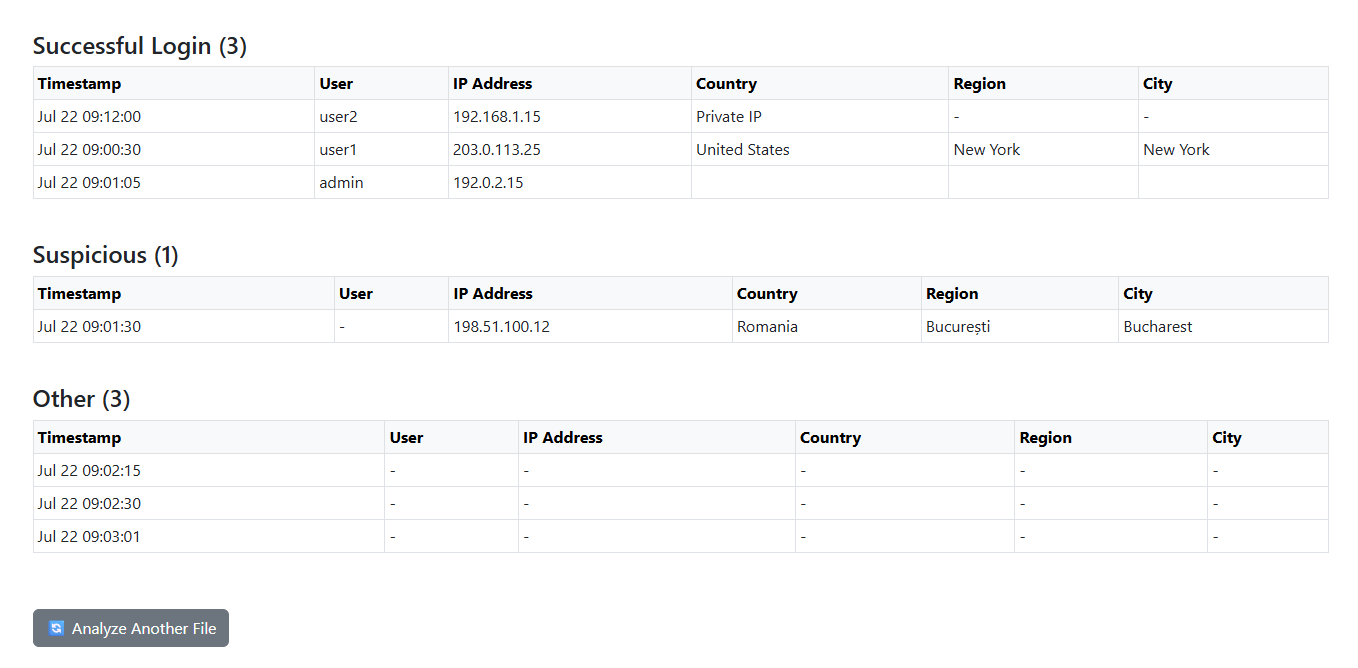 Successful Login (3)
Timestamp User IP Address Country Region City
Jul 22 09:12:00 user2 192.168.1.15 Private IP - -
Jul 22 09:00:30 user1 203.0.113.25 United States New York New York
Jul 22 09:01:05 admin 192.0.2.15
Suspicious (1)
Timestamp User IP Address Country Region City
Jul 22 09:01:30 - 198.51.100.12 Romania București Bucharest
Other (3)
Timestamp User IP Address Country Region City
Jul 22 09:02:15 - - - - -
Jul 22 09:02:30 - - - - -
Jul 22 09:03:01 - - - - -
Analyze Another File